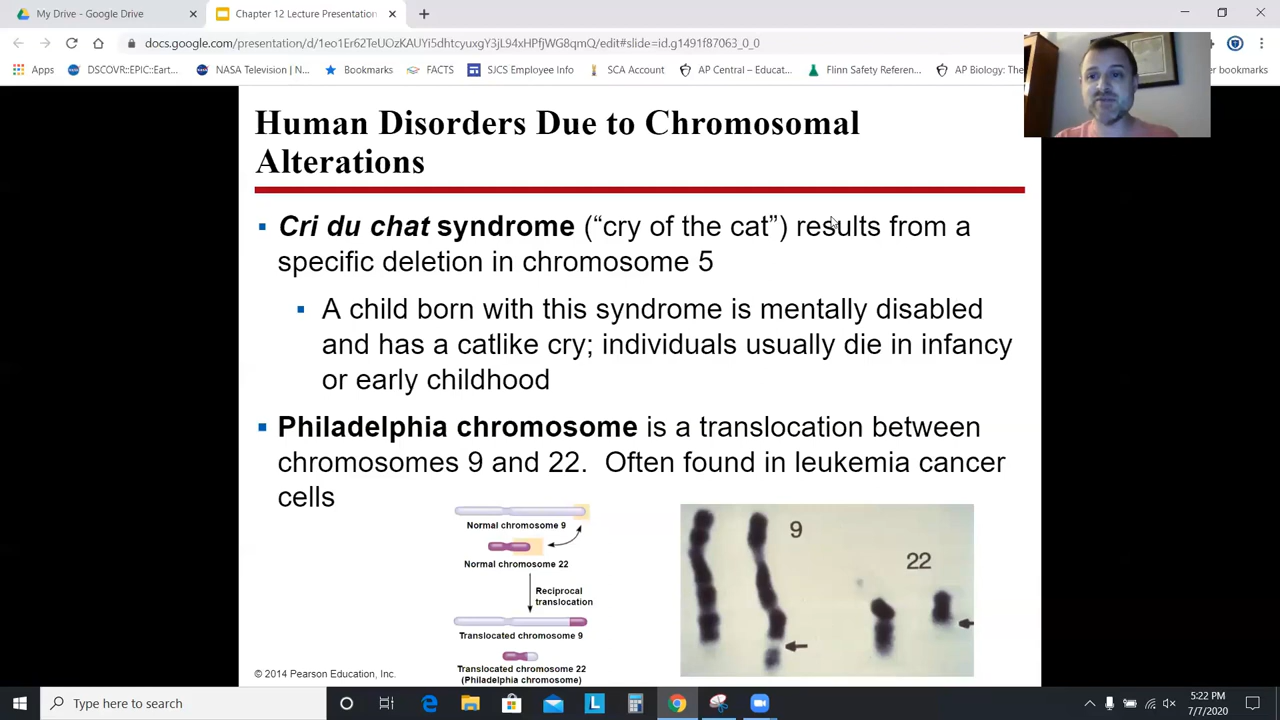 My Drive - Google Drive
Chapter 12 Lecture Presentation
docs.google.com/presentation/d/1eo1Er62TeUOzKAUYi5dhtcyuxgY3jL94xHPfjWG8qmQ/edit#slide=id.g1491f87063_0_0
Apps DSCOVR::EPIC::Eart... NASA Television | N... Bookmarks FACTS SJCS Employee Info SCA Account AP Central – Educat... Flinn Safety Referen... AP Biology: The er bookmarks
Human Disorders Due to Chromosomal
Alterations
Cri du chat syndrome (“cry of the cat”) results from a
specific deletion in chromosome 5
A child born with this syndrome is mentally disabled
and has a catlike cry; individuals usually die in infancy
or early childhood
Philadelphia chromosome is a translocation between
chromosomes 9 and 22. Often found in leukemia cancer
cells
Normal chromosome 9
Normal chromosome 22
Reciprocal
translocation
Translocated chromosome 9
Translocated chromosome 22
(Philadelphia chromosome)
9
22
© 2014 Pearson Education, Inc.
Type here to search
5:22 PM
7/7/2020